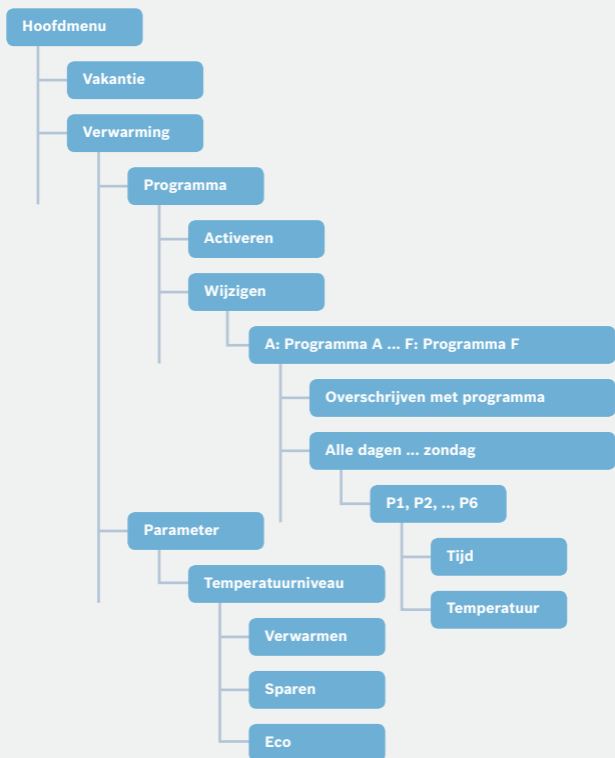 Hoofdmenu
Vakantie
Verwarming
Programma
Activeren
Wijzigen
A: Programma A ... F: Programma F
Overschrijven met programma
Alle dagen ... zondag
P1, P2, .., P6
Tijd
Temperatuur
Parameter
Temperatuurniveau
Verwarmen
Sparen
Eco